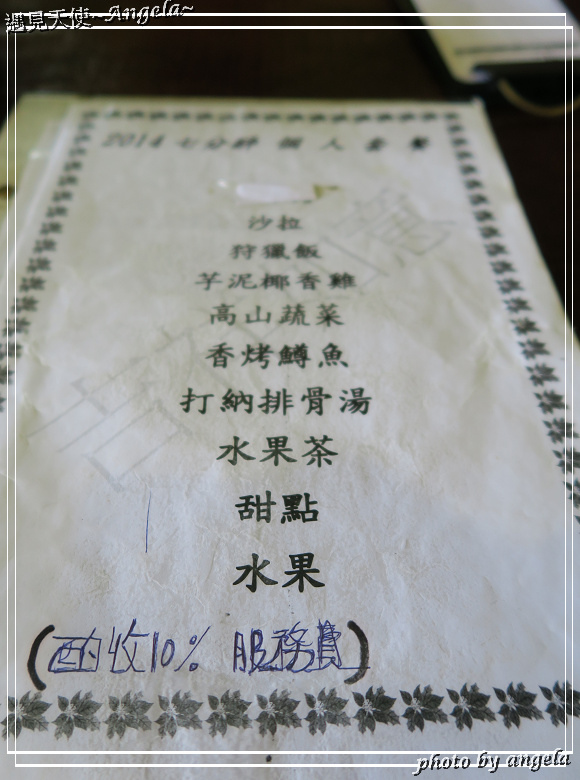 遇見天使~Angela~
2014 七分醉 個人套餐
沙拉
狩獵飯
芋泥椰香雞
高山蔬菜
香烤鱒魚
打納排骨湯
水果茶
甜點
水果
(酌收10% 服務費)
photo by angela